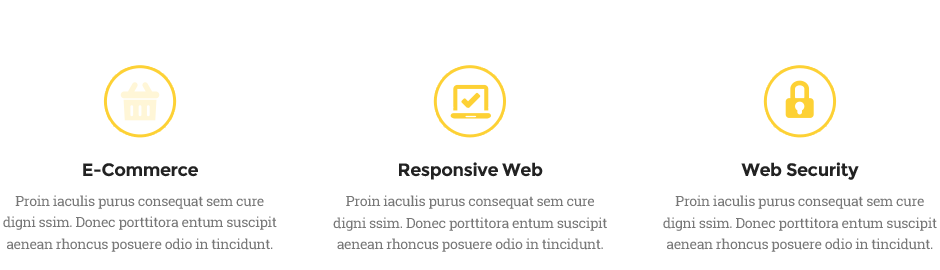 E-Commerce
Proin iaculis purus consequat sem cure
digni ssim. Donec porttitora entum suscipit
aenean rhoncus posuere odio in tincidunt.
Responsive Web
Proin iaculis purus consequat sem cure
digni ssim. Donec porttitora entum suscipit
aenean rhoncus posuere odio in tincidunt.
Web Security
Proin iaculis purus consequat sem cure
digni ssim. Donec porttitora entum suscipit
aenean rhoncus posuere odio in tincidunt.